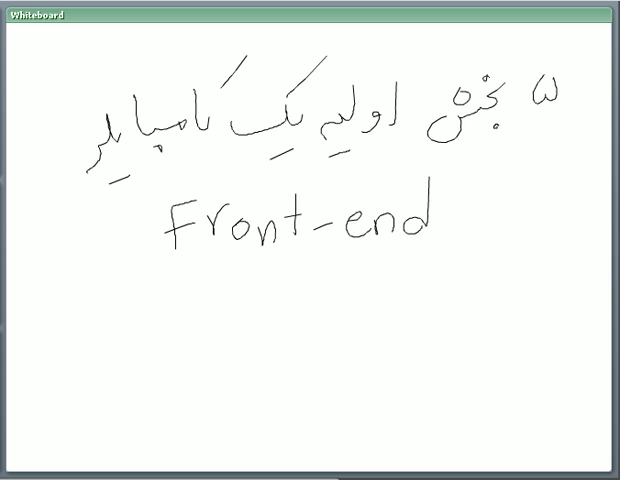 Whiteboard
۵ بخش اولیه یک کامپایلر
Front-end